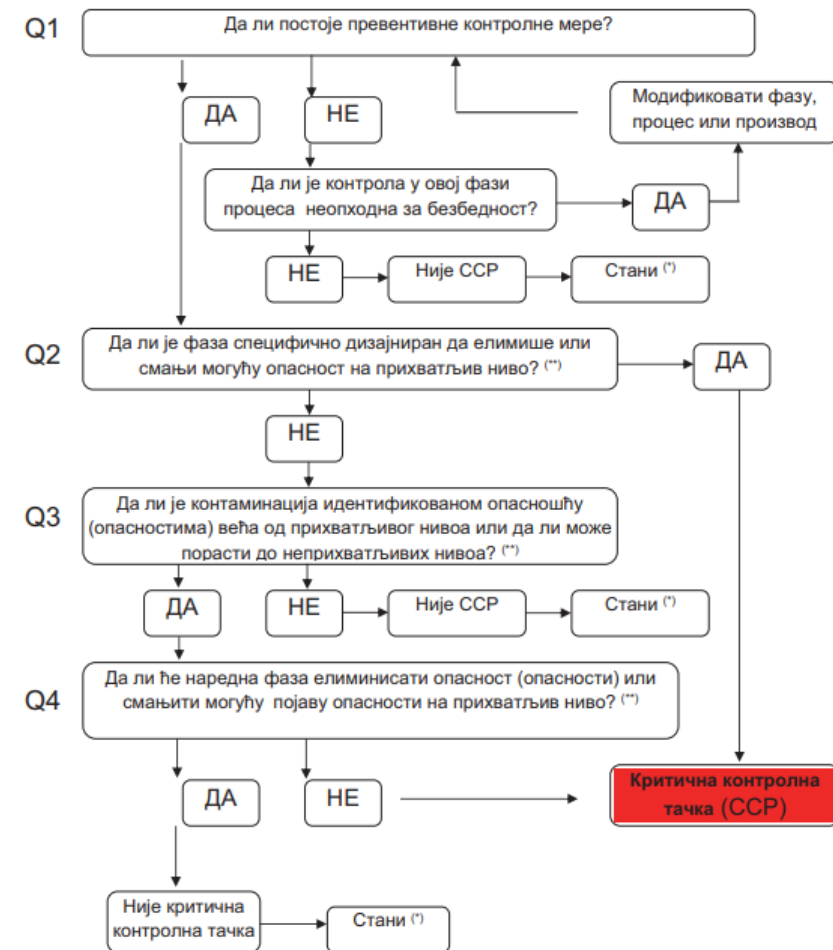 Q1
Да ли постоје превентивне контролне мере?
Модификовати фазу,
процес или производ
ДА
НЕ
Да ли је контрола у овој фази
процеса неопходна за безбедност?
ДА
НЕ
Није ССР
Стани (*)
Q2
Да ли је фаза специфично дизајниран да елимише или
смањи могућу опасност на прихватљив ниво? (**)
ДА
НЕ
Q3
Да ли је контаминација идентификованом опасношћу
(опасностима) већа од прихватљивог нивоа или да ли може
порасти до неприхватљивих нивоа? (**)
ДА
НЕ
Није ССР
Стани (*)
Q4
Да ли ће наредна фаза елиминисати опасност (опасности) или
смањити могућу појаву опасности на прихватљив ниво? (**)
ДА
НЕ
Критична контролна
тачка (ССР)
Није критична
контролна тачка
Стани (*)